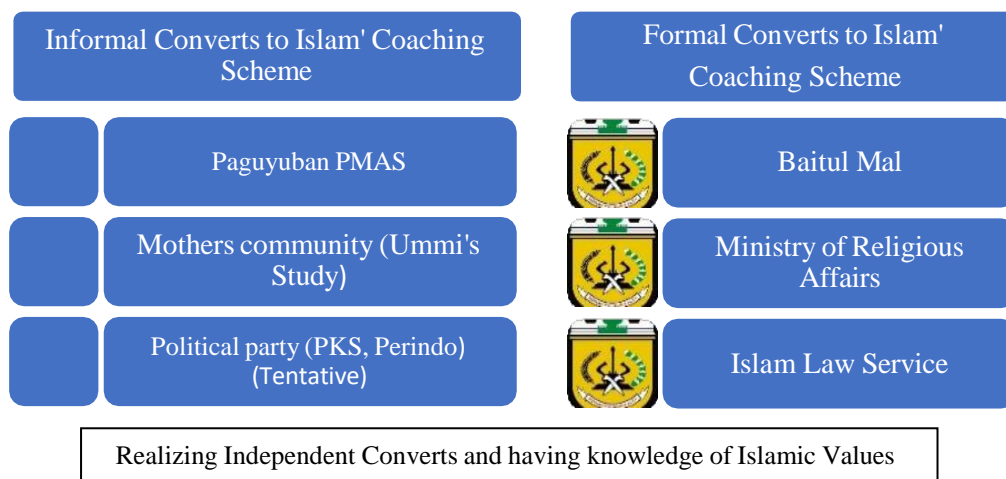 Informal Converts to Islam' Coaching
Scheme
Paguyuban PMAS
Mothers community (Ummi's
Study)
Political party (PKS, Perindo)
(Tentative)
Formal Converts to Islam'
Coaching Scheme
Baitul Mal
Ministry of Religious
Affairs
Islam Law Service
Realizing Independent Converts and having knowledge of Islamic Values